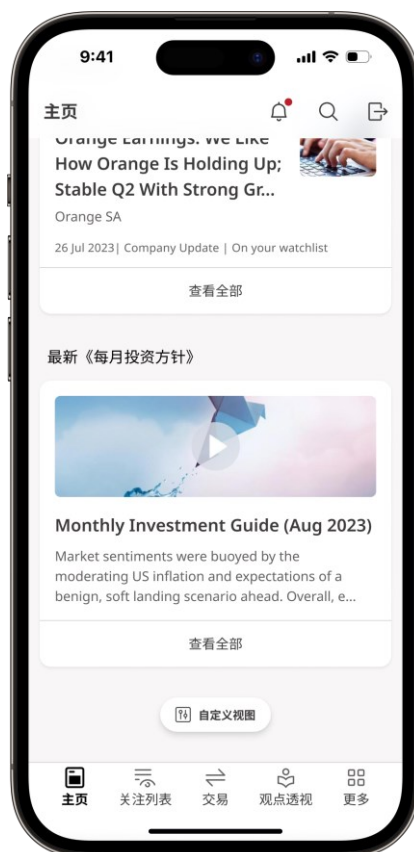 9:41
主页
Orange Earnings: We Like
How Orange Is Holding Up;
Stable Q2 With Strong Gr...
Orange SA
26 Jul 2023| Company Update | On your watchlist
查看全部
最新《每月投资方针》
Monthly Investment Guide (Aug 2023)
Market sentiments were buoyed by the
moderating US inflation and expectations of a
benign, soft landing scenario ahead. Overall, e...
查看全部
自定义视图
主页 关注列表 交易 观点透视 更多